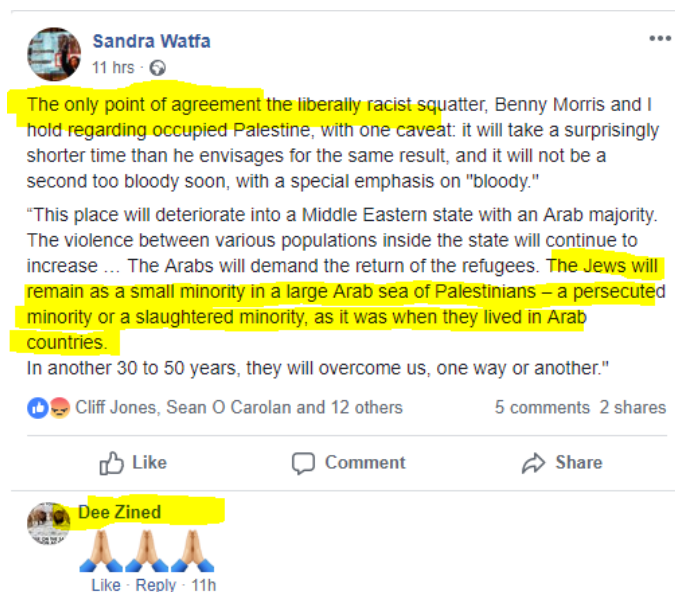 Sandra Watfa
11 hrs ·
The only point of agreement the liberally racist squatter, Benny Morris and I
hold regarding occupied Palestine, with one caveat: it will take a surprisingly
shorter time than he envisages for the same result, and it will not be a
second too bloody soon, with a special emphasis on "bloody."
“This place will deteriorate into a Middle Eastern state with an Arab majority.
The violence between various populations inside the state will continue to
increase ... The Arabs will demand the return of the refugees. The Jews will
remain as a small minority in a large Arab sea of Palestinians – a persecuted
minority or a slaughtered minority, as it was when they lived in Arab
countries.
In another 30 to 50 years, they will overcome us, one way or another."
Cliff Jones, Sean O Carolan and 12 others 5 comments 2 shares
Like Comment Share
Dee Zined
Like · Reply · 11h